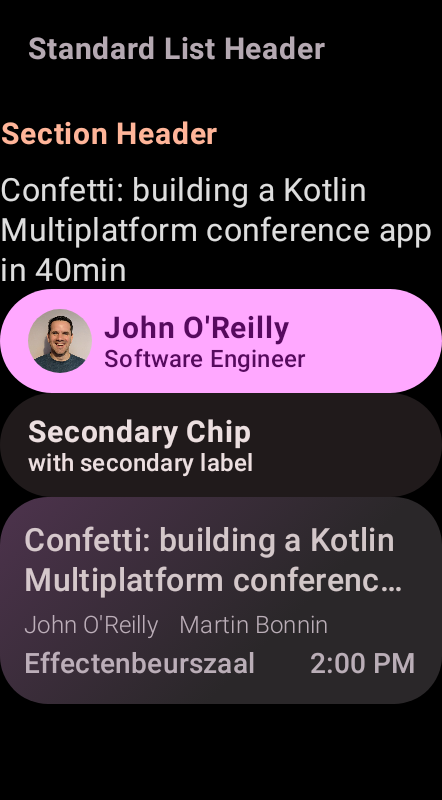 Standard List Header
Section Header
Confetti: building a Kotlin
Multiplatform conference app
in 40min
John O'Reilly
Software Engineer
Secondary Chip
with secondary label
Confetti: building a Kotlin
Multiplatform conferenc…
John O'Reilly Martin Bonnin
Effectenbeurszaal 2:00 PM